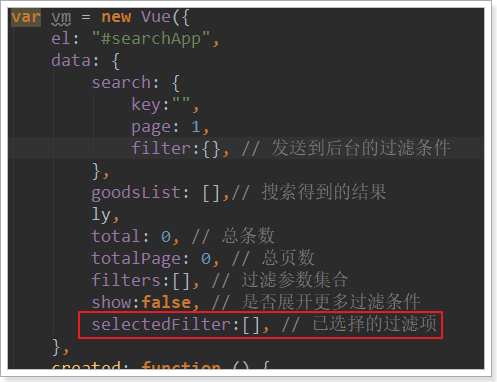 var vm = new Vue({
el: "#searchApp",
data: {
search: {
key:"",
page: 1,
filter:{}, // 发送到后台的过滤条件
},
goodsList: [],// 搜索得到的结果
ly,
total: 0, // 总条数
totalPage: 0, // 总页数
filters:[], // 过滤参数集合
show:false, // 是否展开更多过滤条件
selectedFilter:[], // 已选择的过滤项
},
created: function () {